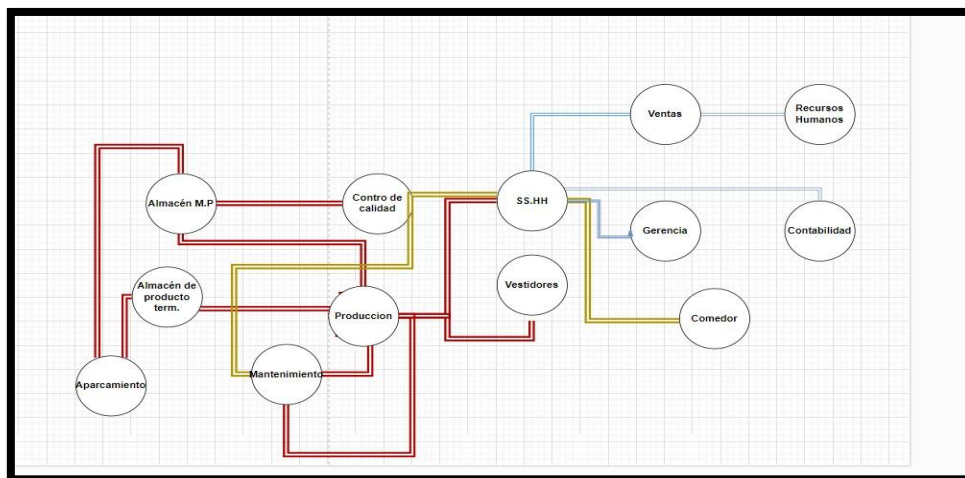 Ventas
Recursos
Humanos
Almacén M.P
Contro de
calidad
SS.HH
Gerencia
Contabilidad
Almacén de
producto
term.
Vestidores
Produccion
Comedor
Mantenimiento
Aparcamiento